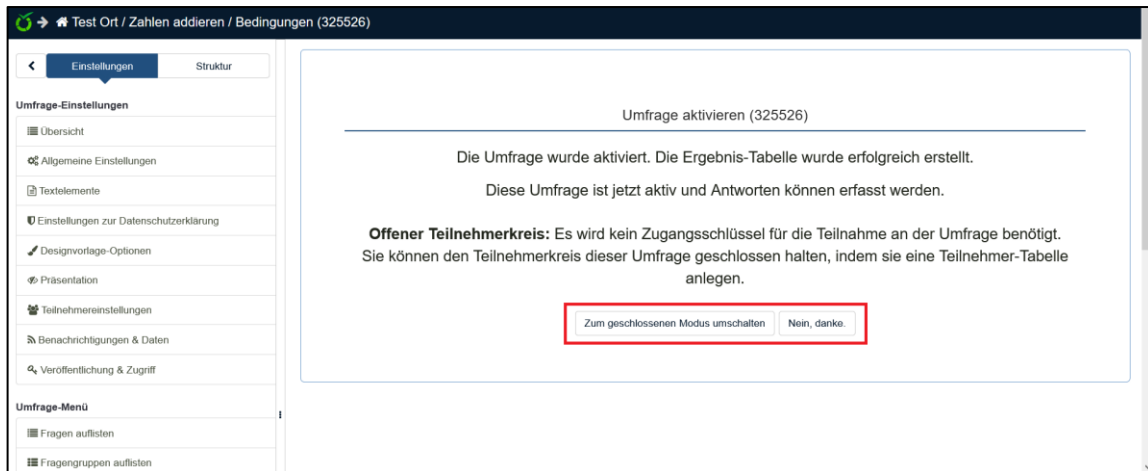 Test Ort / Zahlen addieren / Bedingungen (325526)
Einstellungen
Struktur
Umfrage-Einstellungen
Übersicht
Allgemeine Einstellungen
Textelemente
Einstellungen zur Datenschutzerklärung
Designvorlage-Optionen
Präsentation
Teilnehmereinstellungen
Benachrichtigungen & Daten
Veröffentlichung & Zugriff
Umfrage-Menü
Fragen auflisten
Fragengruppen auflisten
Umfrage aktivieren (325526)
Die Umfrage wurde aktiviert. Die Ergebnis-Tabelle wurde erfolgreich erstellt.
Diese Umfrage ist jetzt aktiv und Antworten können erfasst werden.
Offener Teilnehmerkreis: Es wird kein Zugangsschlüssel für die Teilnahme an der Umfrage benötigt.
Sie können den Teilnehmerkreis dieser Umfrage geschlossen halten, indem sie eine Teilnehmer-Tabelle
anlegen.
Zum geschlossenen Modus umschalten
Nein, danke.